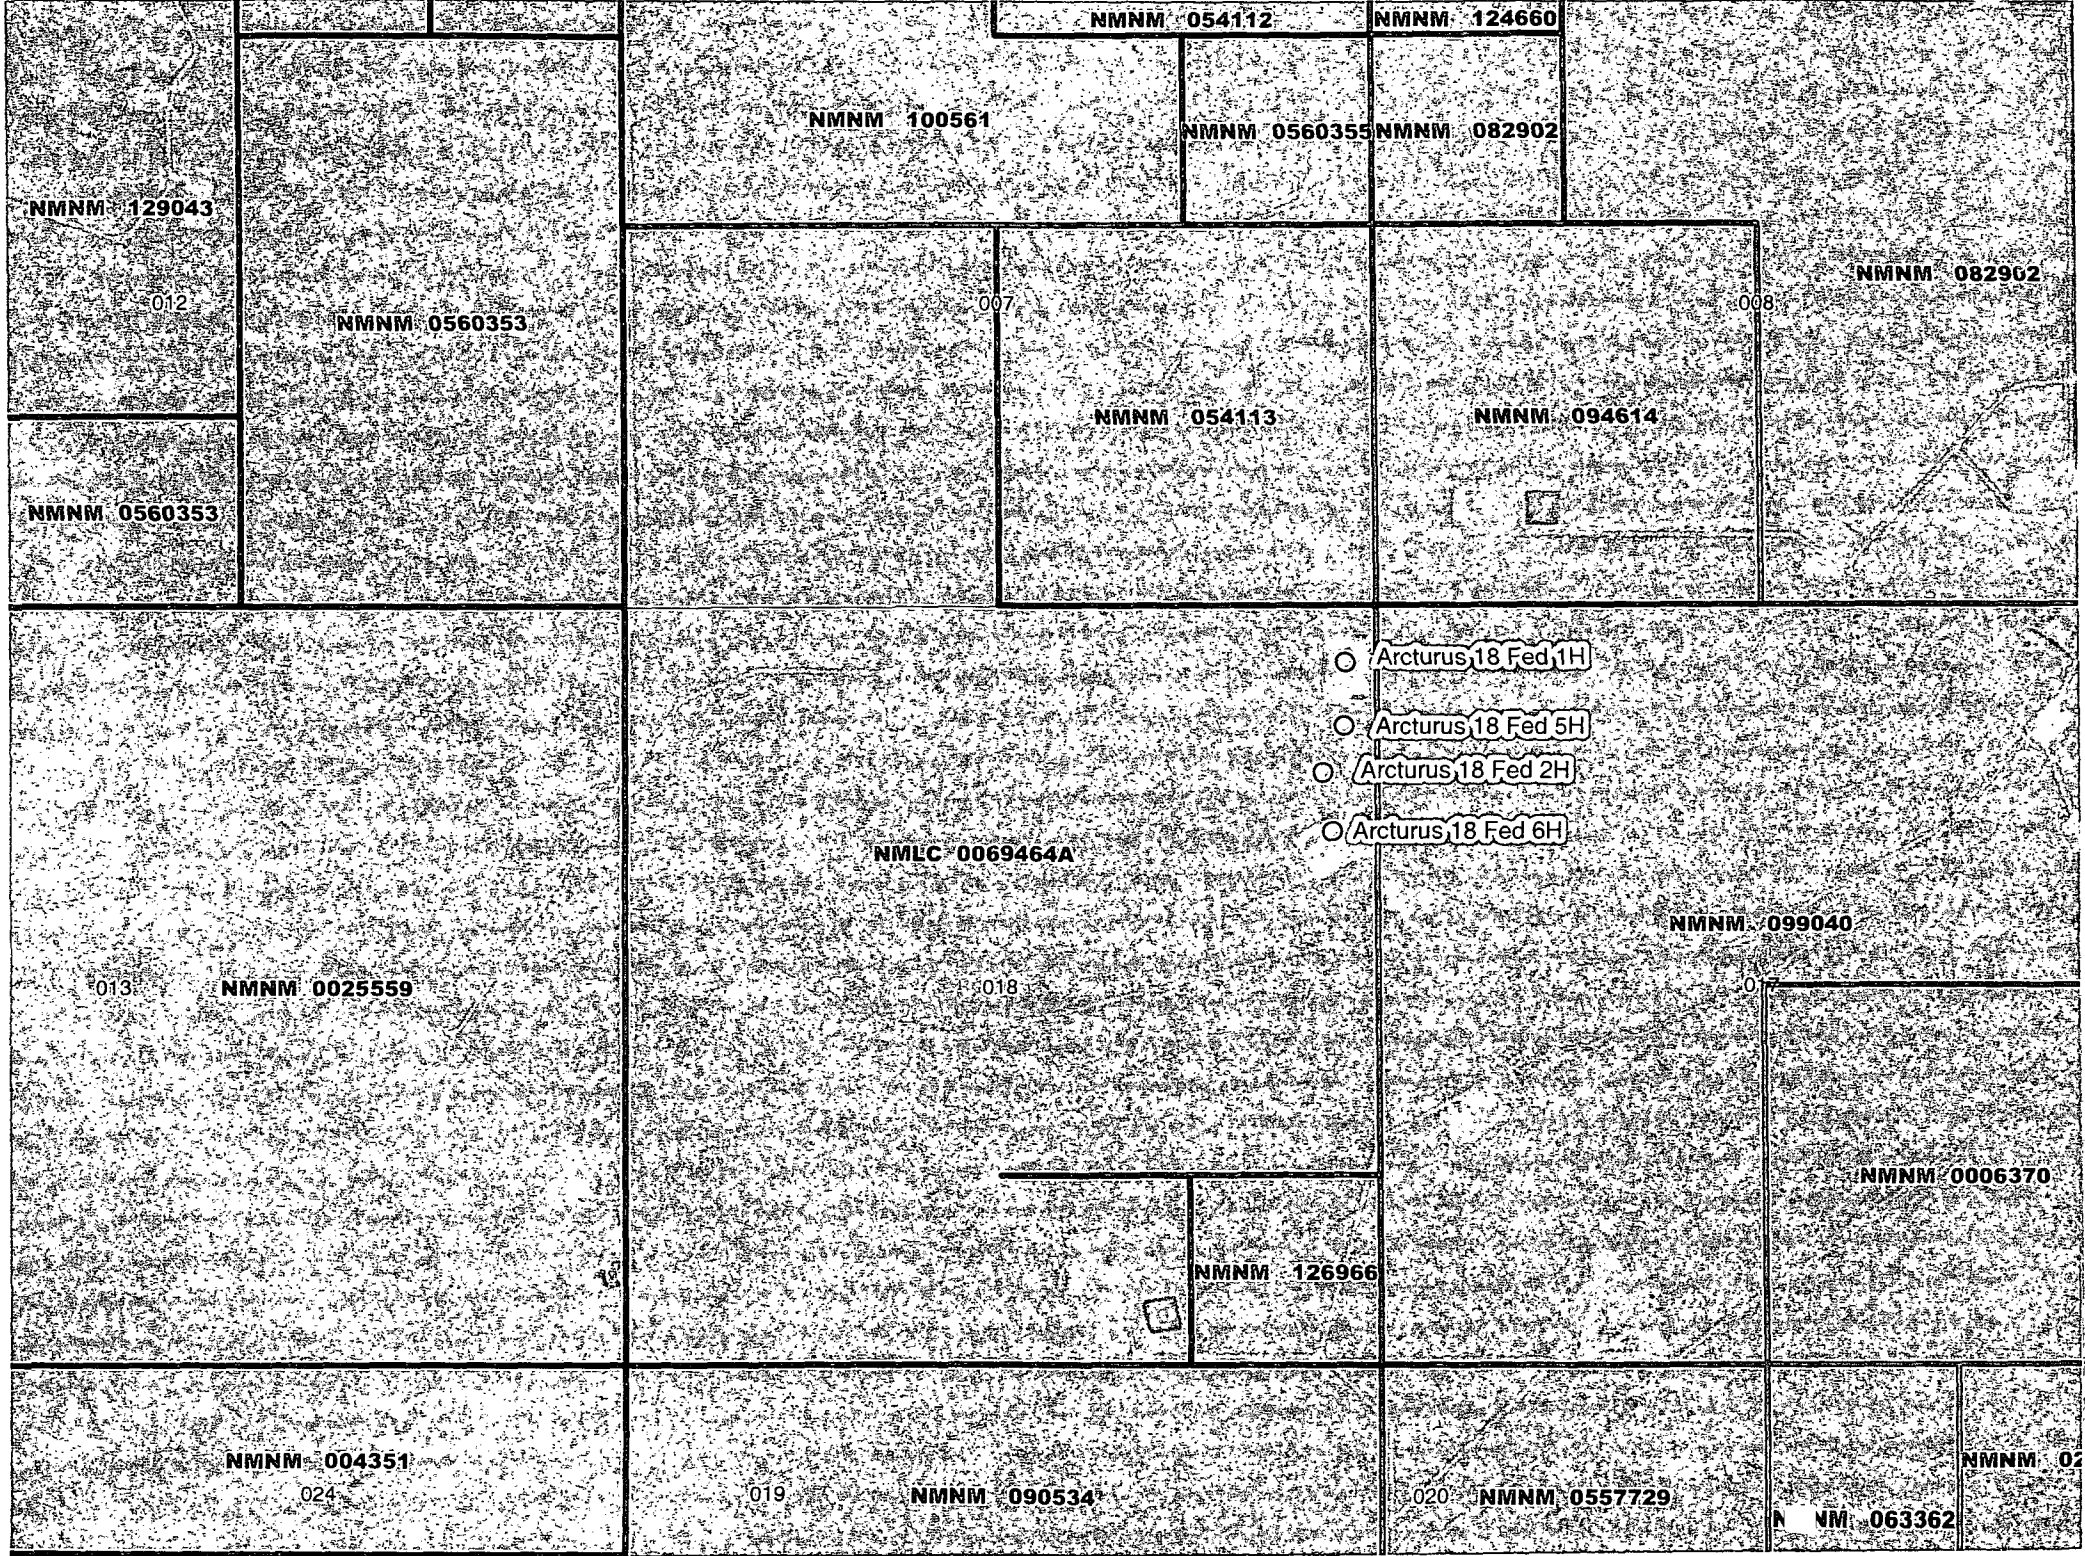 NMNM 054112
NMNM 124660
NMNM 100561
NMNM 0560355
NMNM 082902
NMNM 129043
NMNM 082902
012
007
008
NMNM 0560353
NMNM 054113
NMNM 094614
NMNM 0560353
Arcturus 18 Fed 1H
Arcturus 18 Fed 5H
Arcturus 18 Fed 2H
Arcturus 18 Fed 6H
NMLC 0069464A
NMNM 099040
013
NMNM 0025559
018
017
NMNM 0006370
NMNM 126966
NMNM 004351
024
019
NMNM 090534
020
NMNM 0557729
NMNM 02
NM 063362